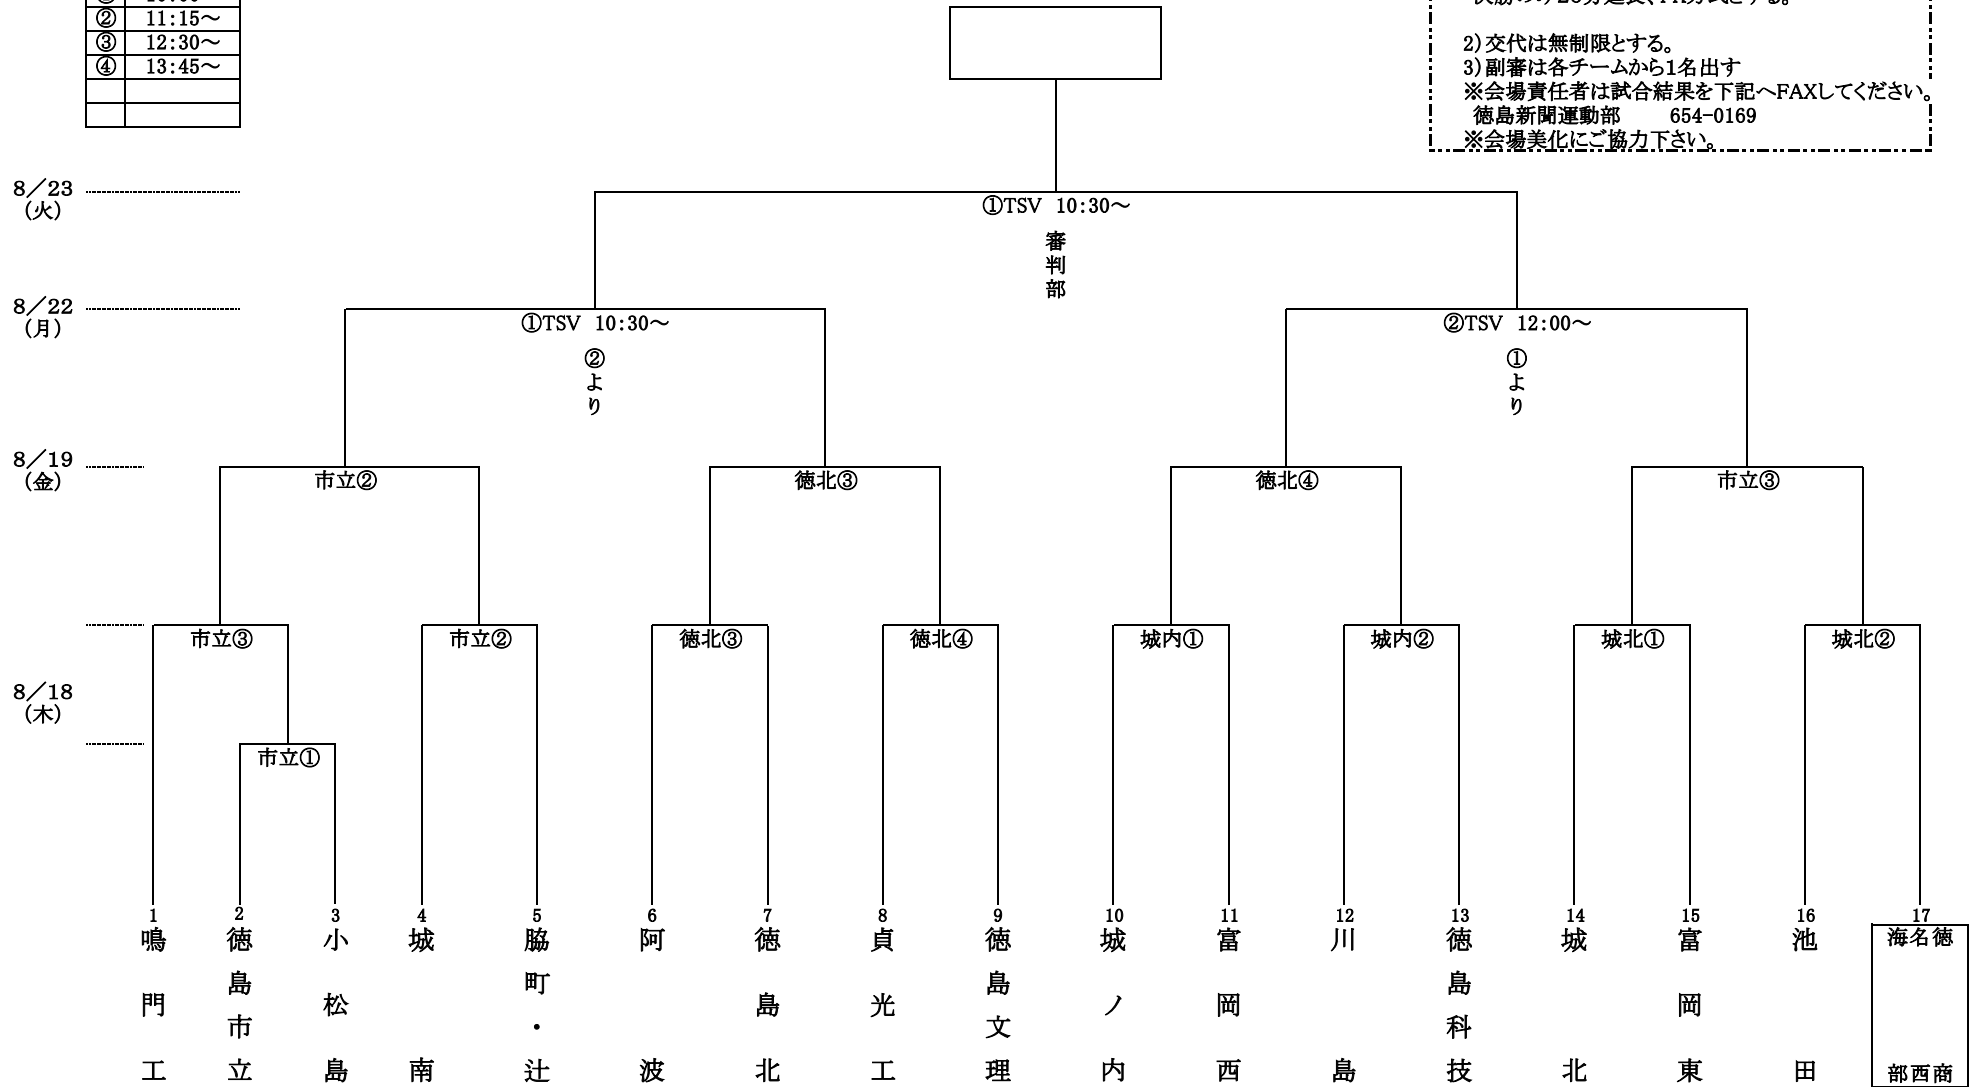 ② 11:15～
③ 12:30～
④ 13:45～
2）交代は無制限とする。
3）副審は各チームから1名出す
※会場責任者は試合結果を下記へFAXしてください。
徳島新聞運動部 654-0169
※会場美化にご協力下さい。
8／23
（火）
①TSV 10:30～
審判部
8／22
（月）
①TSV 10:30～
②より
②TSV 12:00～
①より
8／19
（金）
市立②
徳北③
徳北④
市立③
市立③
市立②
徳北③
徳北④
城内①
城内②
城北①
城北②
8／18
（木）
市立①
1
鳴門工
2
徳島市立
3
小松島
4
城南
5
脇町・辻
6
阿波
7
徳島北
8
貞光工
9
徳島文理
10
城ノ内
11
富岡西
12
川島
13
徳島科技
14
城北
15
富岡東
16
池田
17
海名徳
部西商